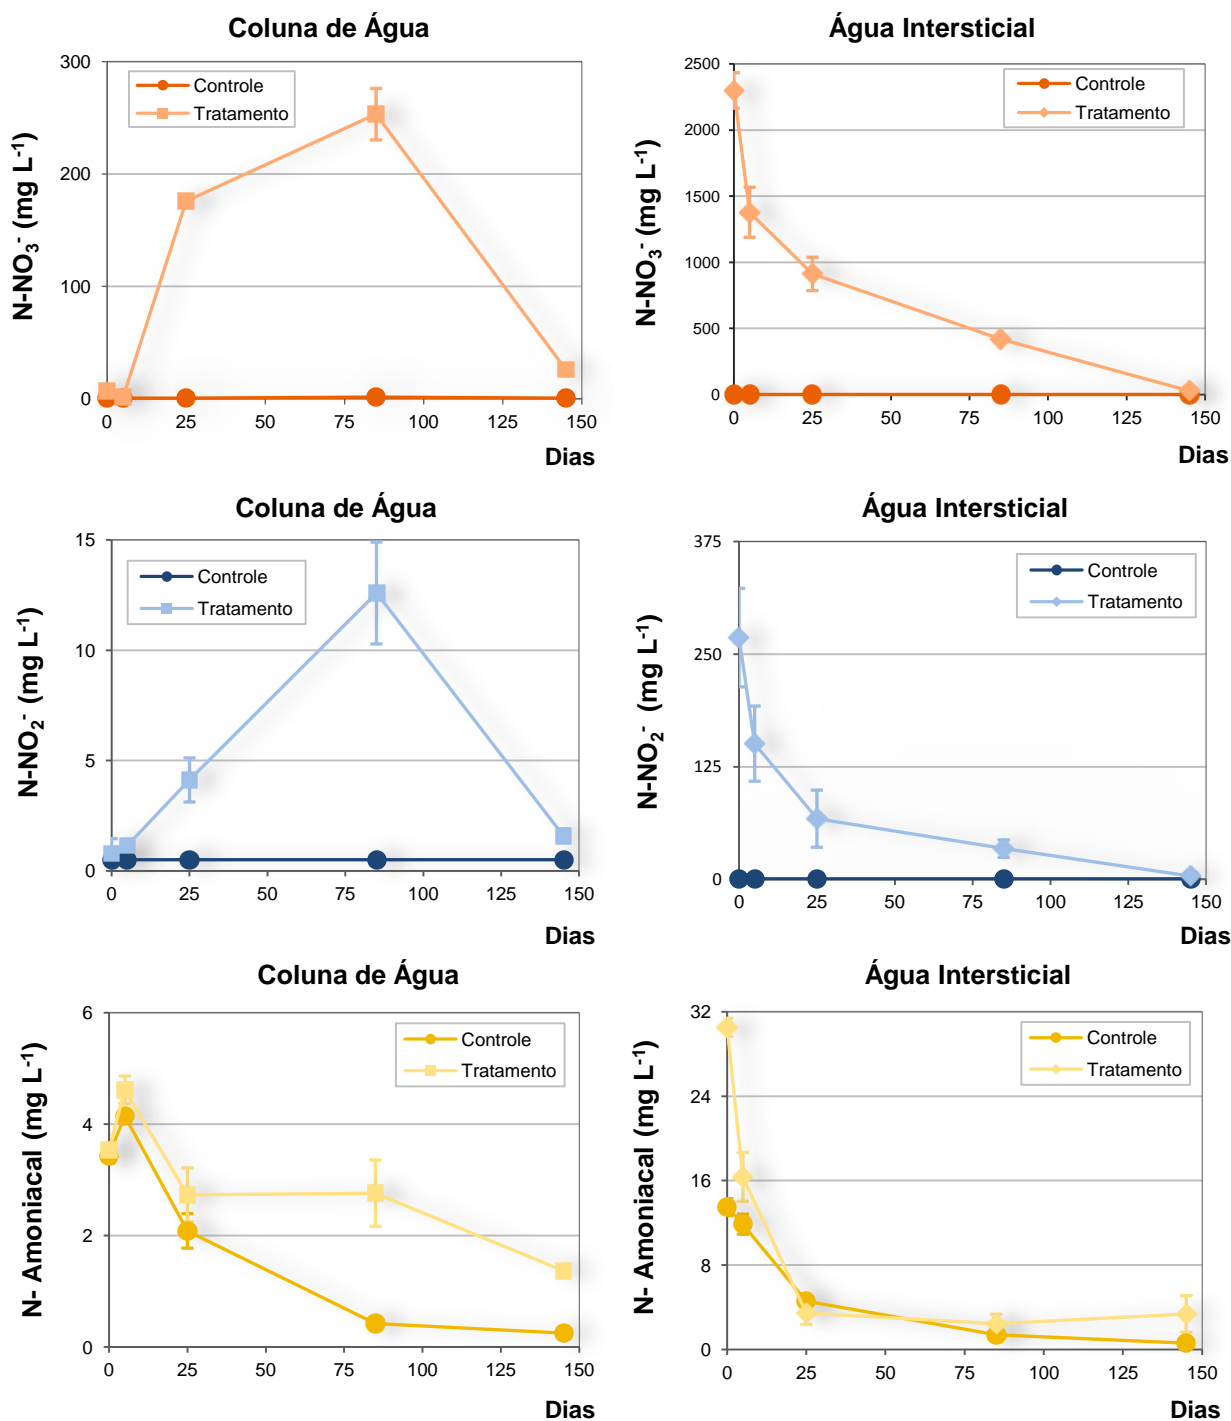 Coluna de Água
N-NO₃⁻ (mg L⁻¹)
300
200
100
0
Controle
Tratamento
0 25 50 75 100 125 150
Dias
Água Intersticial
N-NO₃⁻ (mg L⁻¹)
2500
2000
1500
1000
500
0
Controle
Tratamento
0 25 50 75 100 125 150
Dias
Coluna de Água
N-NO₂⁻ (mg L⁻¹)
15
10
5
0
Controle
Tratamento
0 25 50 75 100 125 150
Dias
Água Intersticial
N-NO₂⁻ (mg L⁻¹)
375
250
125
0
Controle
Tratamento
0 25 50 75 100 125 150
Dias
Coluna de Água
N- Amoniacal (mg L⁻¹)
6
4
2
0
Controle
Tratamento
0 25 50 75 100 125 150
Dias
Água Intersticial
N- Amoniacal (mg L⁻¹)
32
24
16
8
0
Controle
Tratamento
0 25 50 75 100 125 150
Dias